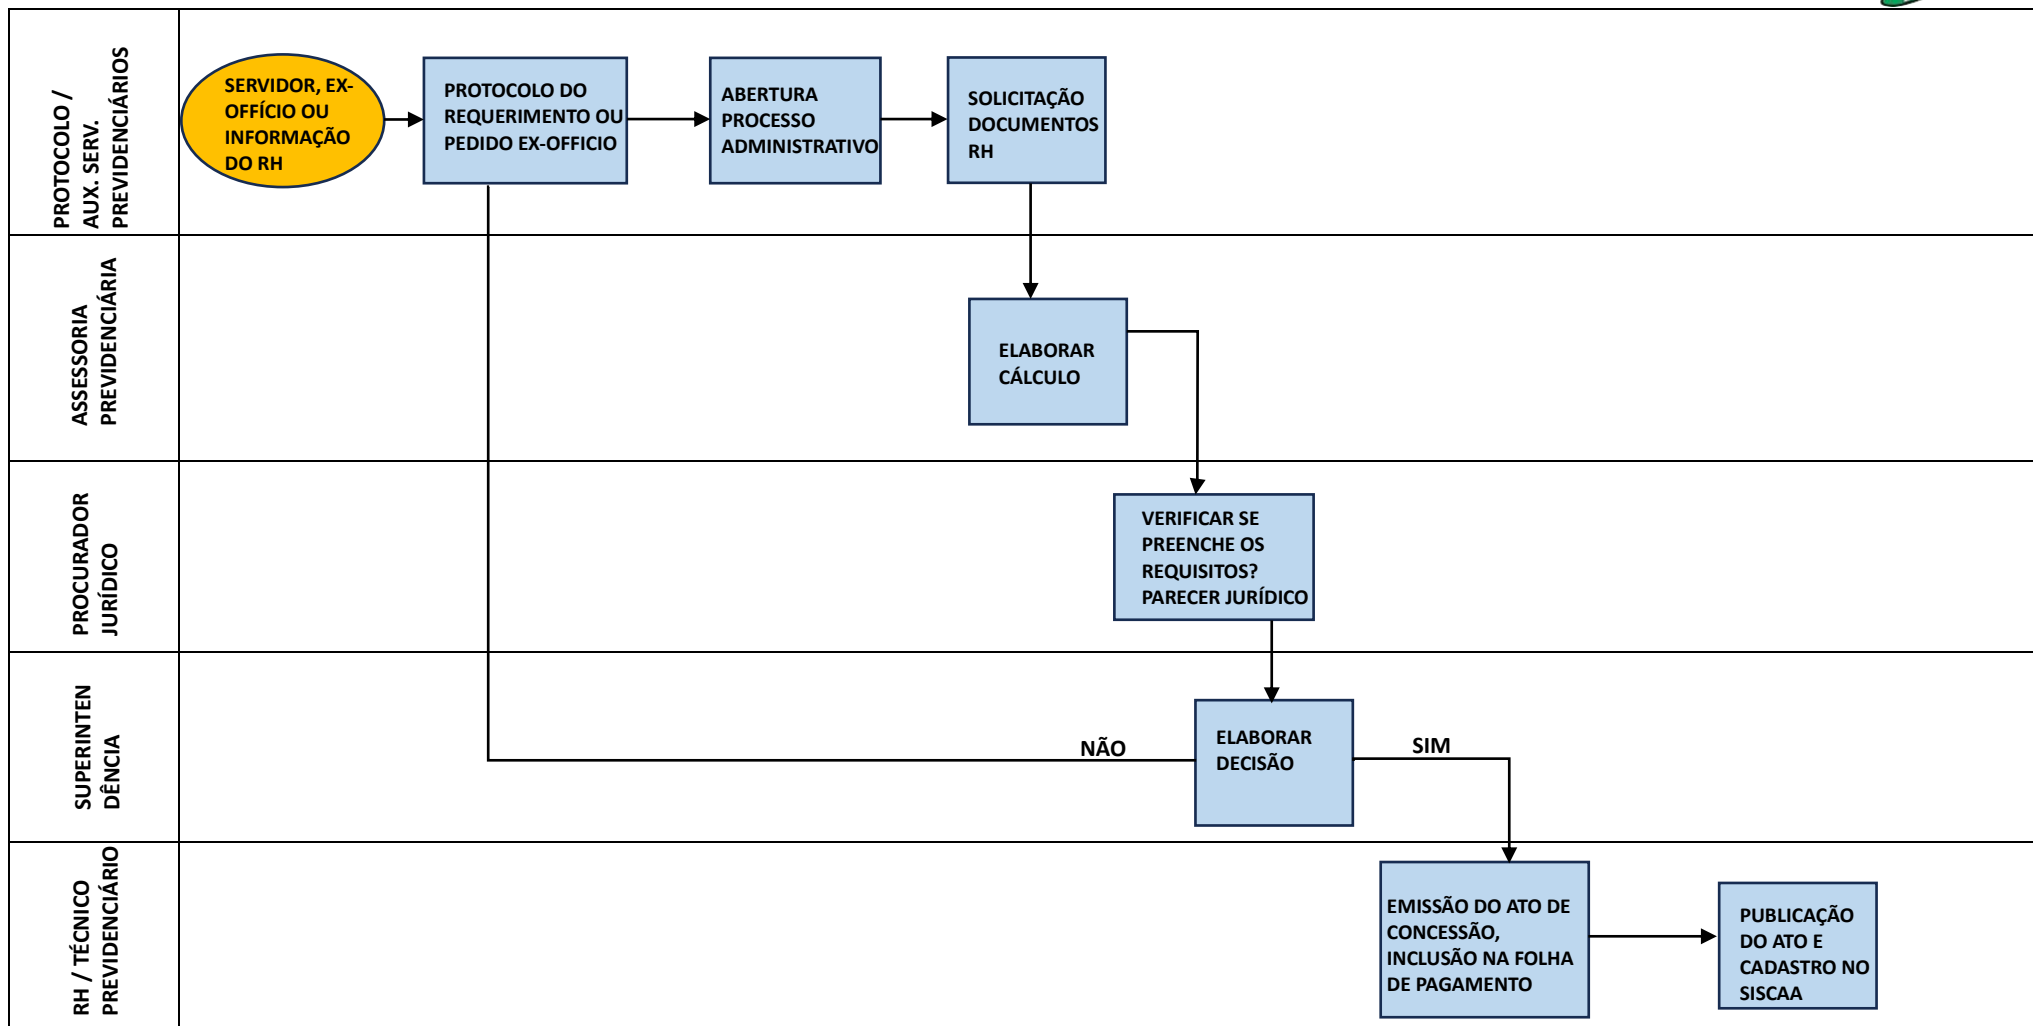 PROTOCOLO /
AUX. SERV.
PREVIDENCIÁRIOS
SERVIDOR, EX-
OFFÍCIO OU
INFORMAÇÃO
DO RH
PROTOCOLO DO
REQUERIMENTO OU
PEDIDO EX-OFFICIO
ABERTURA
PROCESSO
ADMINISTRATIVO
SOLICITAÇÃO
DOCUMENTOS
RH
ASSESSORIA
PREVIDENCIÁRIA
ELABORAR
CÁLCULO
PROCURADOR
JURÍDICO
VERIFICAR SE
PREENCHE OS
REQUISITOS?
PARECER JURÍDICO
SUPERINTEN
DÊNCIA
NÃO
ELABORAR
DECISÃO
SIM
RH / TÉCNICO
PREVIDENCIÁRIO
EMISSÃO DO ATO DE
CONCESSÃO,
INCLUSÃO NA FOLHA
DE PAGAMENTO
PUBLICAÇÃO
DO ATO E
CADASTRO NO
SISCAA